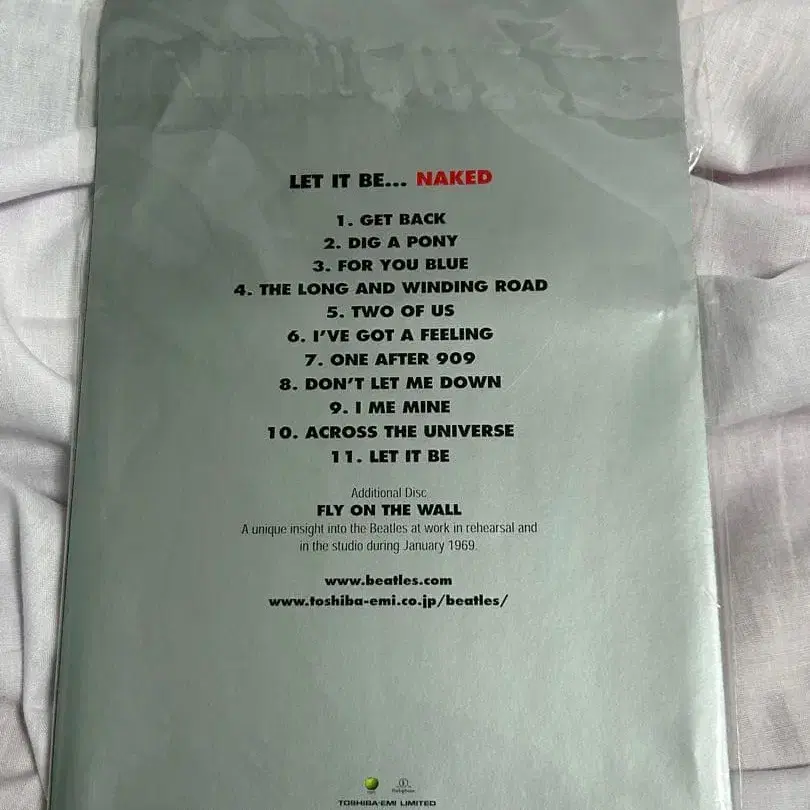 LET IT BE... NAKED
1. GET BACK
2. DIG A PONY
3. FOR YOU BLUE
4. THE LONG AND WINDING ROAD
5. TWO OF US
6. I'VE GOT A FEELING
7. ONE AFTER 909
8. DON'T LET ME DOWN
9. I ME MINE
10. ACROSS THE UNIVERSE
11. LET IT BE
Additional Disc
FLY ON THE WALL
A unique insight into the Beatles at work in rehearsal and
in the studio during January 1969.
www.beatles.com
www.toshiba-emi.co.jp/beatles/
Parlophone
TOSHIBA-EMI LIMITED